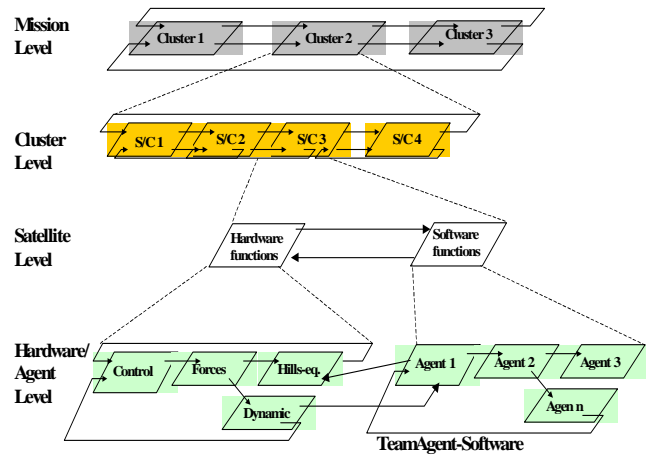 Mission
Level
Cluster 1
Cluster 2
Cluster 3
Cluster
Level
S/C 1
S/C 2
S/C 3
S/C 4
Satellite
Level
Hardware
functions
Software
functions
Hardware/
Agent
Level
Control
Forces
Hills-eq.
Agent 1
Agent 2
Agent 3
Dynamic
Agen n
TeamAgent-Software